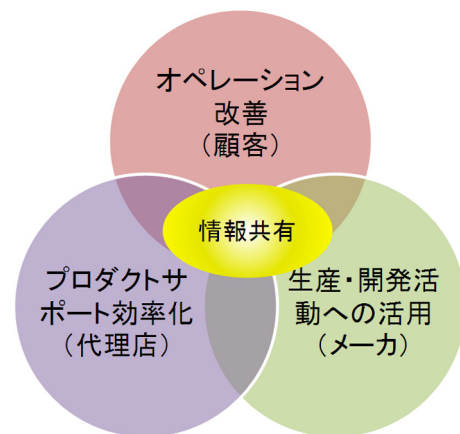 オペレーション
改善
（顧客）
情報共有
プロダクトサ
ポート効率化
（代理店）
生産・開発活
動への活用
（メーカ）